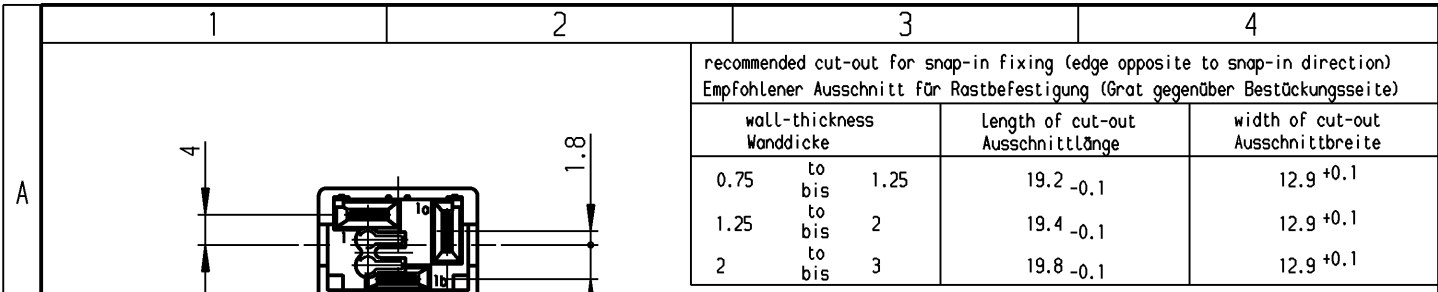 1 2 3 4
recommended cut-out for snap-in fixing (edge opposite to snap-in direction)
Empfohlener Ausschnitt für Rastbefestigung (Grat gegenüber Bestückungsseite)
wall-thickness length of cut-out width of cut-out
Wanddicke Ausschnittlänge Ausschnittbreite
0.75 to bis 1.25 19.2 -0.1 12.9 +0.1
1.25 to bis 2 19.4 -0.1 12.9 +0.1
2 to bis 3 19.8 -0.1 12.9 +0.1
A
4
1.8
1a
1
1b